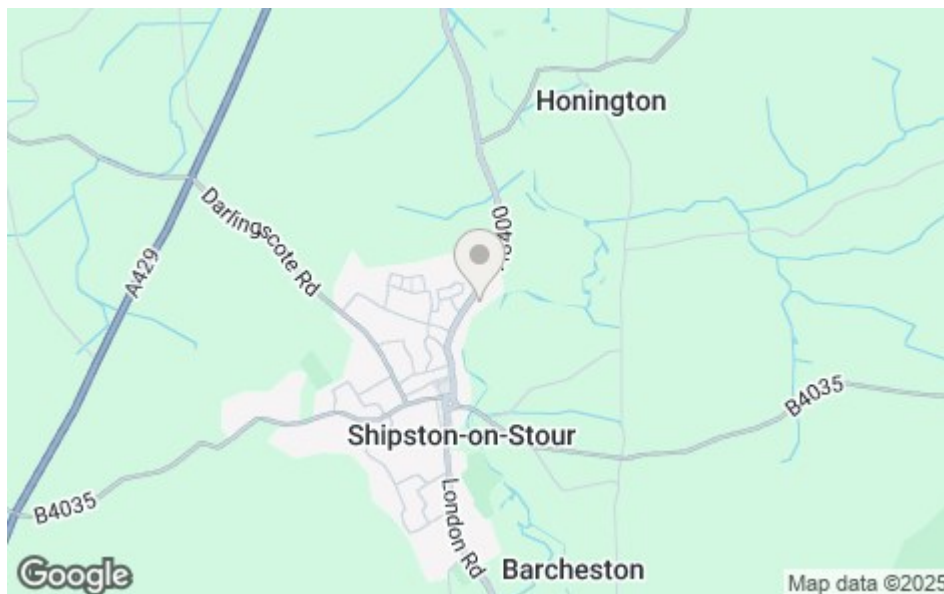 Honington
Darlingscote Rd
A429
B4035
Shipston-on-Stour
B4035
London Rd
Barcheston
Google
Map data ©2025